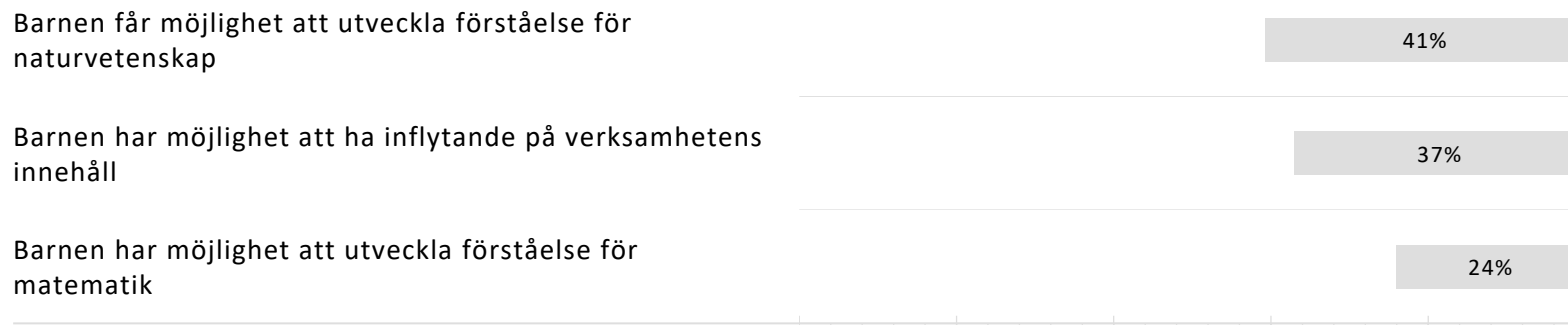 Barnen får möjlighet att utveckla förståelse för
naturvetenskap
41%
Barnen har möjlighet att ha inflytande på verksamhetens
innehåll
37%
Barnen har möjlighet att utveckla förståelse för
matematik
24%